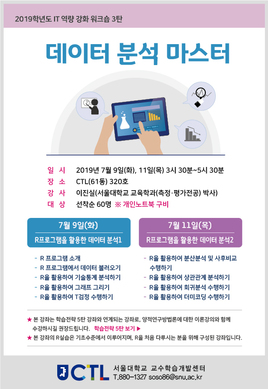 2019학년도 IT 역량 강화 워크숍 3탄
데이터 분석 마스터
일 시 2019년 7월 9일(화), 11일(목) 3시 30분~5시 30분
장 소 CTL(61동) 320호
강 사 이진실(서울대학교 교육학과(측정·평가전공) 박사)
대 상 선착순 60명 ※ 개인노트북 구비
7월 9일(화)
R프로그램을 활용한 데이터 분석1
- R 프로그램 소개
- R 프로그램에서 데이터 불러오기
- R을 활용하여 기술통계 분석하기
- R을 활용하여 그래프 그리기
- R을 활용하여 T검정 수행하기
7월 11일(목)
R프로그램을 활용한 데이터 분석2
- R을 활용하여 분산분석 및 사후비교 수행하기
- R을 활용하여 상관관계 분석하기
- R을 활용하여 회귀분석 수행하기
- R을 활용하여 더미코딩 수행하기
★ 본 강좌는 학습전략 5탄 강좌와 연계되는 강좌로, 양적연구방법론에 대한 이론강의와 함께
수강하시길 권장드립니다. 학습전략 5탄 보기 ▶
★ 본 강좌의 R실습은 기초수준에서 이루어지며, R을 처음 다루시는 분을 위해 구성된 강좌입니다.
CTL 서울대학교 교수학습개발센터
T.880-1327 soso86@snu.ac.kr